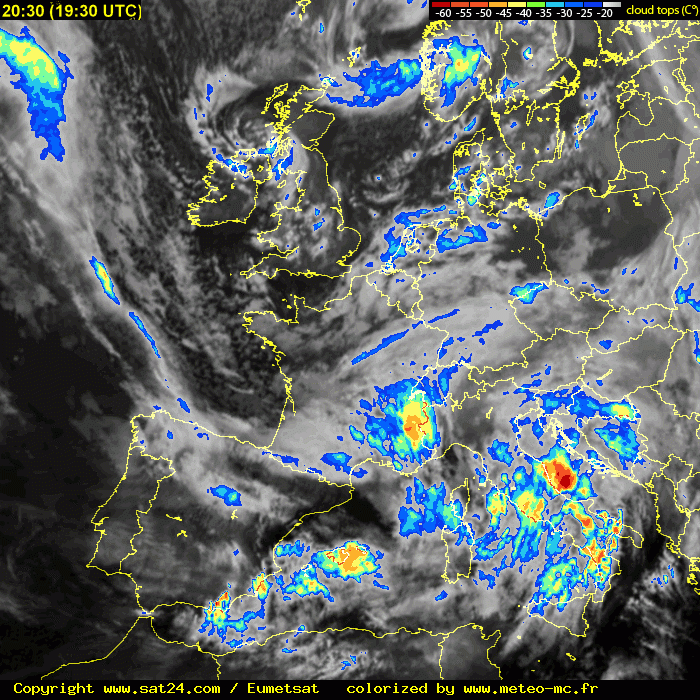 20:30 (19:30 UTC)
-60 -55 -50 -45 -40 -35 -30 -25 -20 cloud tops (C°)
Copyright www.sat24.com / Eumetsat colorized by www.meteo-mc.fr